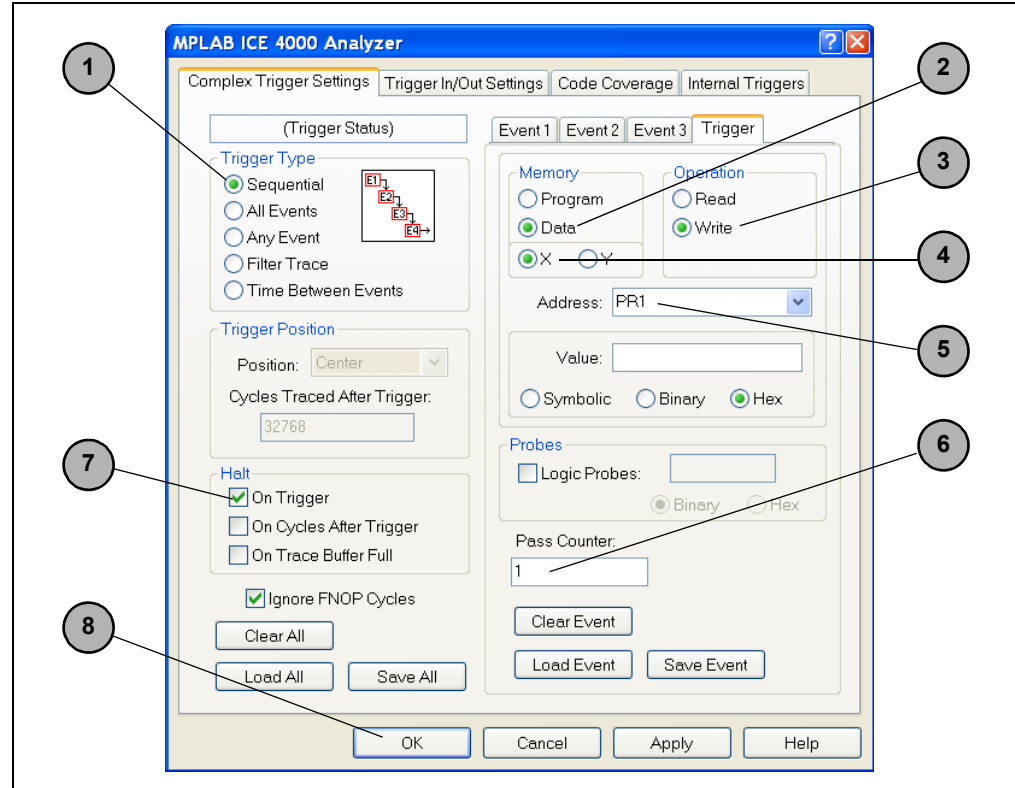 MPLAB ICE 4000 Analyzer
Complex Trigger Settings Trigger In/Out Settings Code Coverage Internal Triggers
(Trigger Status)
Trigger Type
Sequential
All Events
Any Event
Filter Trace
Time Between Events
E1
E2
E3
E4
Trigger Position
Position: Center
Cycles Traced After Trigger:
32768
Halt
On Trigger
On Cycles After Trigger
On Trace Buffer Full
Ignore FNOP Cycles
Clear All
Load All Save All
Event 1 Event 2 Event 3 Trigger
Memory
Program
Data
X Y
Operation
Read
Write
Address: PR1
Value:
Symbolic Binary Hex
Probes
Logic Probes:
Binary Hex
Pass Counter:
1
Clear Event
Load Event Save Event
OK Cancel Apply Help
1
2
3
4
5
6
7
8